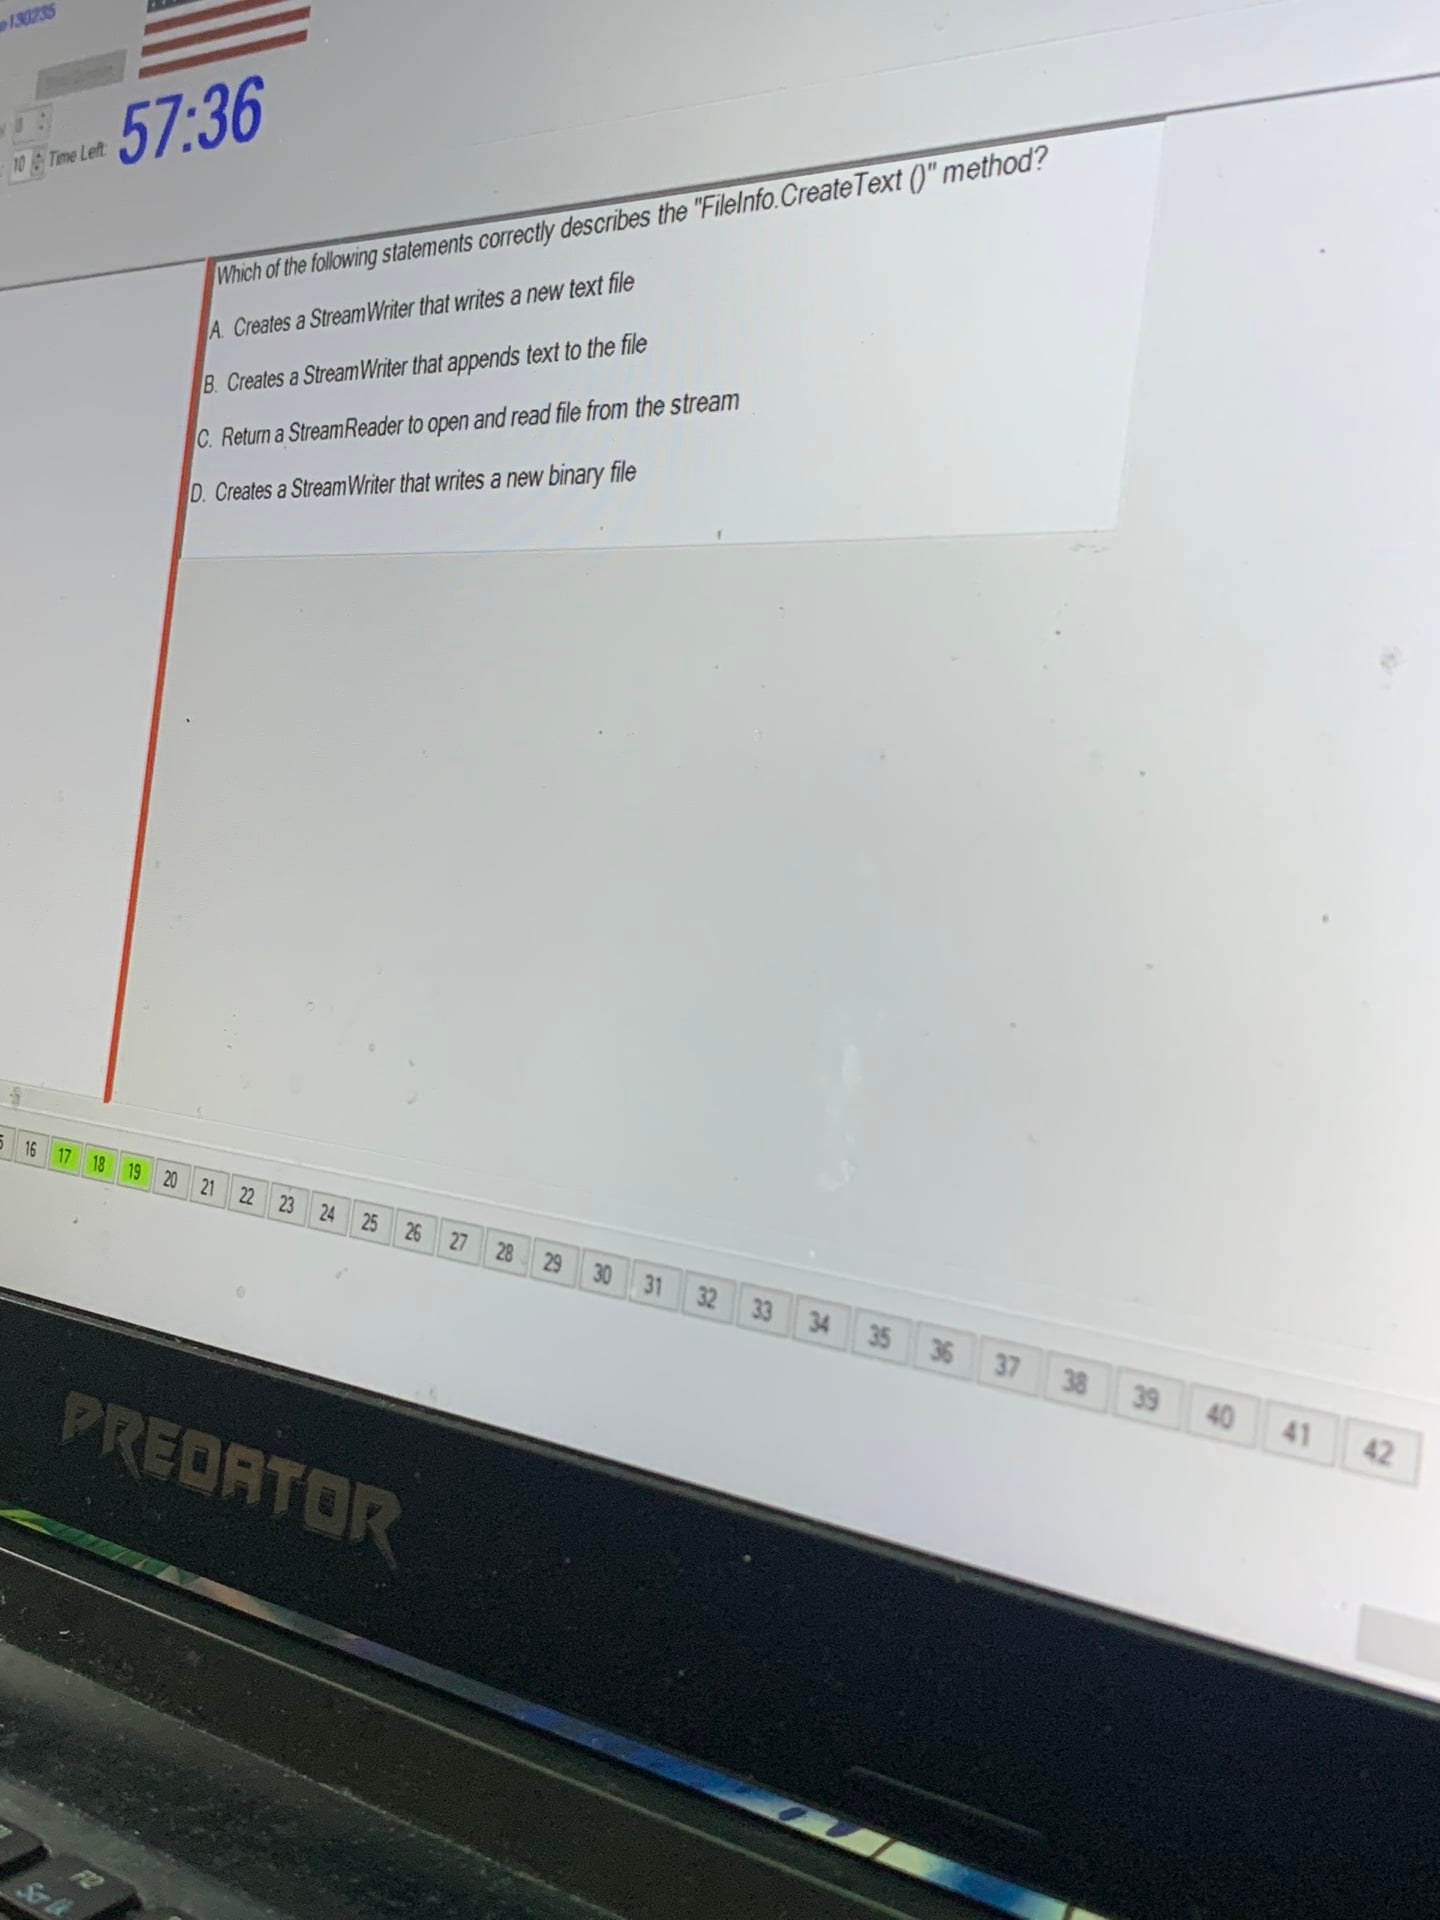 57:36
10 Time Left:
Which of the following statements correctly describes the "FileInfo.CreateText ()" method?
A. Creates a StreamWriter that writes a new text file
B. Creates a StreamWriter that appends text to the file
C. Return a StreamReader to open and read file from the stream
D. Creates a StreamWriter that writes a new binary file
16 17 18 19 20 21 22 23 24 25 26 27 28 29 30 31 32 33 34 35 36 37 38 39 40 41 42
PREDATOR